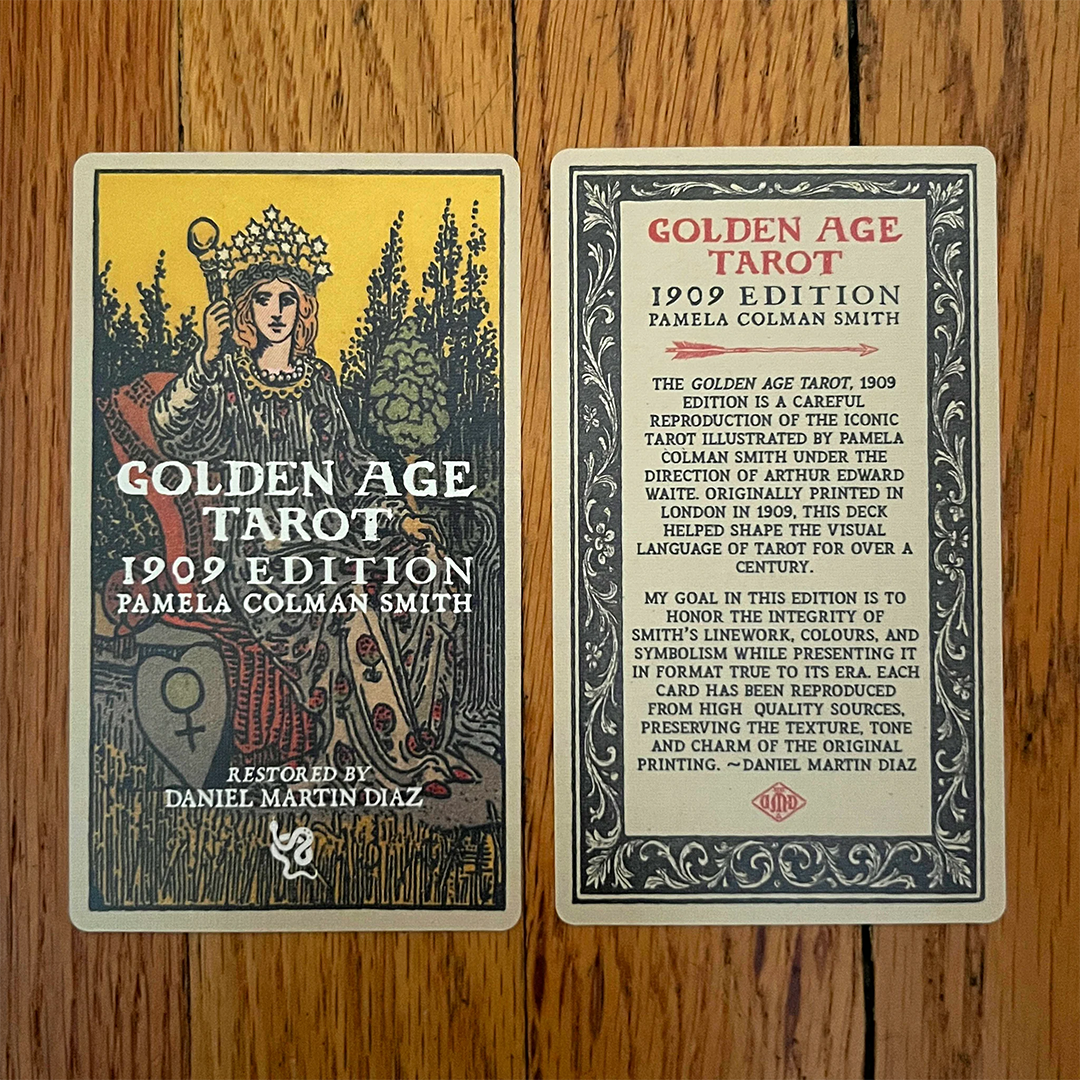 GOLDEN AGE
TAROT
1909 EDITION
PAMELA COLMAN SMITH
RESTORED BY
DANIEL MARTIN DIAZ
GOLDEN AGE
TAROT
1909 EDITION
PAMELA COLMAN SMITH
THE GOLDEN AGE TAROT, 1909
EDITION IS A CAREFUL
REPRODUCTION OF THE ICONIC
TAROT ILLUSTRATED BY PAMELA
COLMAN SMITH UNDER THE
DIRECTION OF ARTHUR EDWARD
WAITE. ORIGINALLY PRINTED IN
LONDON IN 1909, THIS DECK
HELPED SHAPE THE VISUAL
LANGUAGE OF TAROT FOR OVER A
CENTURY.
MY GOAL IN THIS EDITION IS TO
HONOR THE INTEGRITY OF
SMITH'S LINEWORK, COLOURS, AND
SYMBOLISM WHILE PRESENTING IT
IN FORMAT TRUE TO ITS ERA. EACH
CARD HAS BEEN REPRODUCED
FROM HIGH QUALITY SOURCES,
PRESERVING THE TEXTURE, TONE
AND CHARM OF THE ORIGINAL
PRINTING. ~DANIEL MARTIN DIAZ
DMD